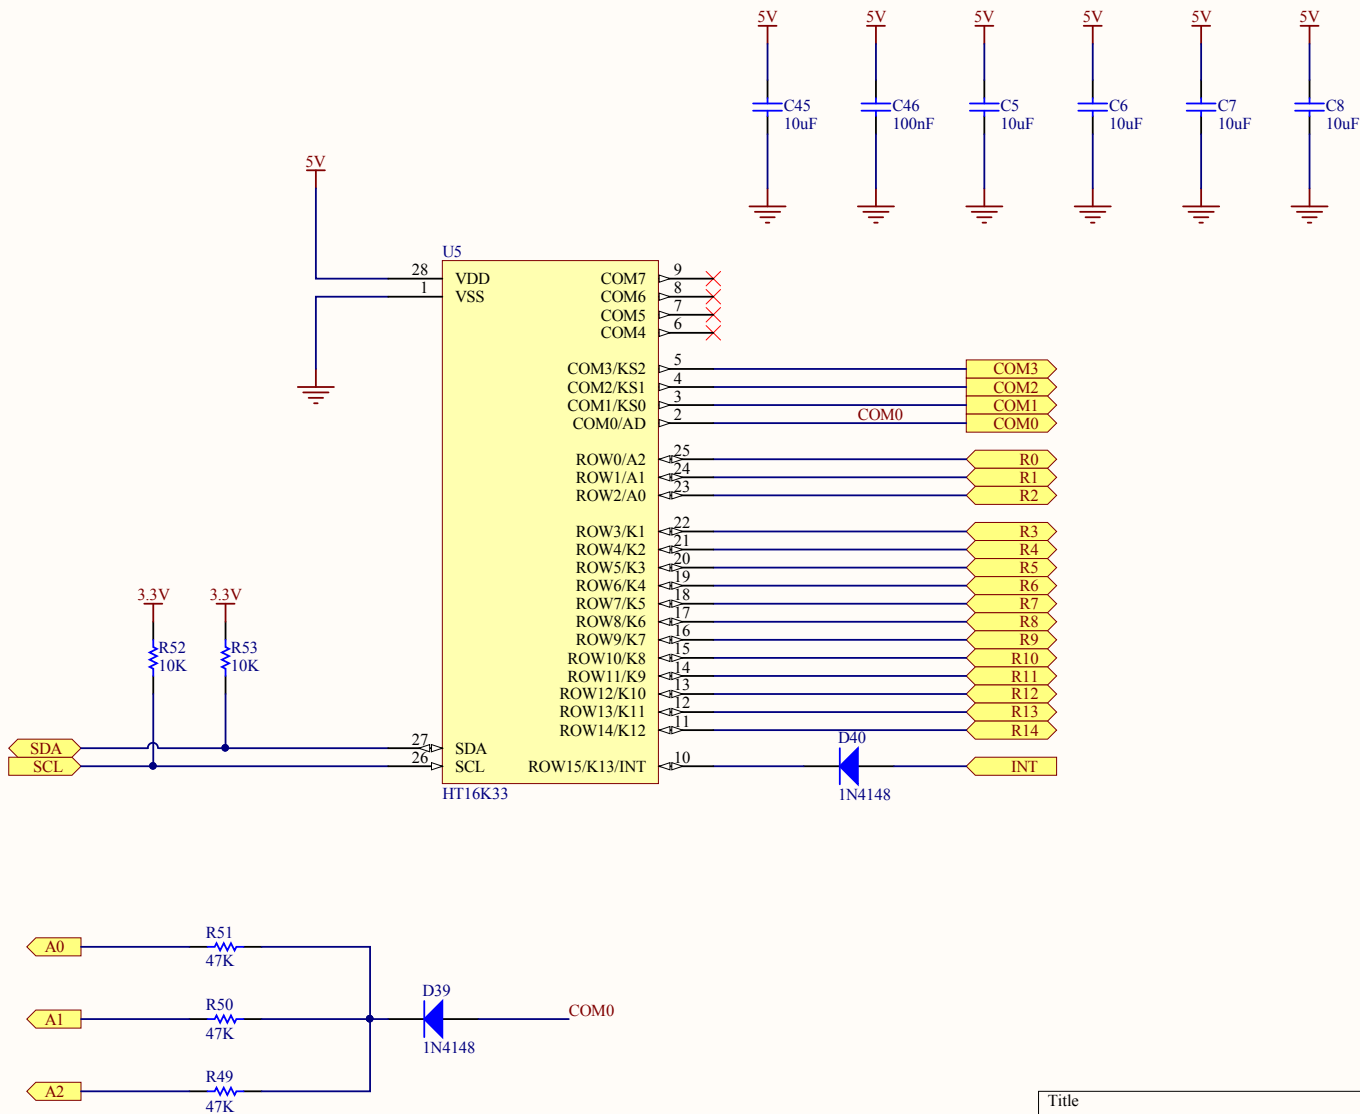 5V 5V 5V 5V 5V 5V
C45 C46 C5 C6 C7 C8
10uF 100nF 10uF 10uF 10uF 10uF
5V
U5
28 VDD COM7 9
1 VSS COM6 8
COM5 7
COM4 6
COM3/KS2 5 COM3
COM2/KS1 4 COM2
COM1/KS0 3 COM1
COM0/AD 2 COM0 COM0
ROW0/A2 25 R0
ROW1/A1 24 R1
ROW2/A0 23 R2
ROW3/K1 22 R3
ROW4/K2 21 R4
ROW5/K3 20 R5
ROW6/K4 19 R6
ROW7/K5 18 R7
ROW8/K6 17 R8
ROW9/K7 16 R9
ROW10/K8 15 R10
ROW11/K9 14 R11
ROW12/K10 13 R12
ROW13/K11 12 R13
ROW14/K12 11 R14
3.3V 3.3V
R52 R53
10K 10K
D40
SDA 27 SDA
SCL 26 SCL ROW15/K13/INT 10 INT
HT16K33 1N4148
R51
A0
47K
D39
R50 COM0
A1
47K 1N4148
R49
A2
47K
Title